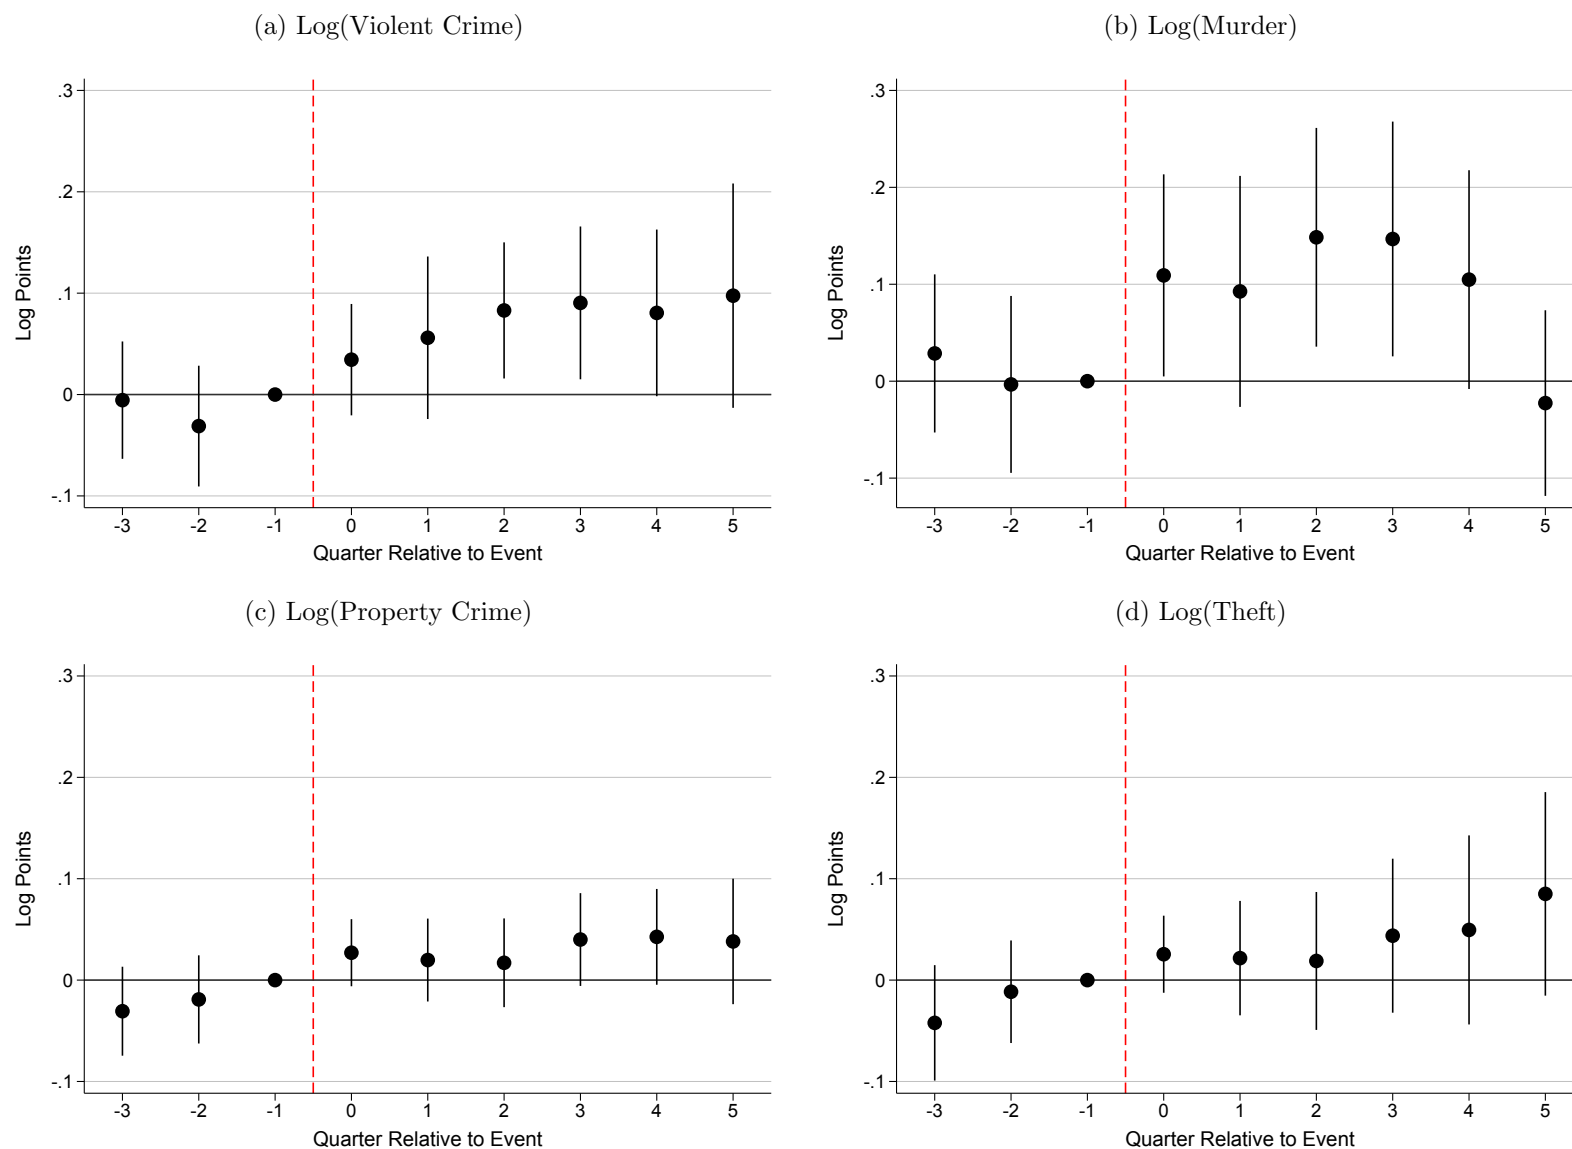 (a) Log(Violent Crime)
.3
.2
.1
0
-.1
Log Points
-3 -2 -1 0 1 2 3 4 5
Quarter Relative to Event
(b) Log(Murder)
.3
.2
.1
0
-.1
Log Points
-3 -2 -1 0 1 2 3 4 5
Quarter Relative to Event
(c) Log(Property Crime)
.3
.2
.1
0
-.1
Log Points
-3 -2 -1 0 1 2 3 4 5
Quarter Relative to Event
(d) Log(Theft)
.3
.2
.1
0
-.1
Log Points
-3 -2 -1 0 1 2 3 4 5
Quarter Relative to Event